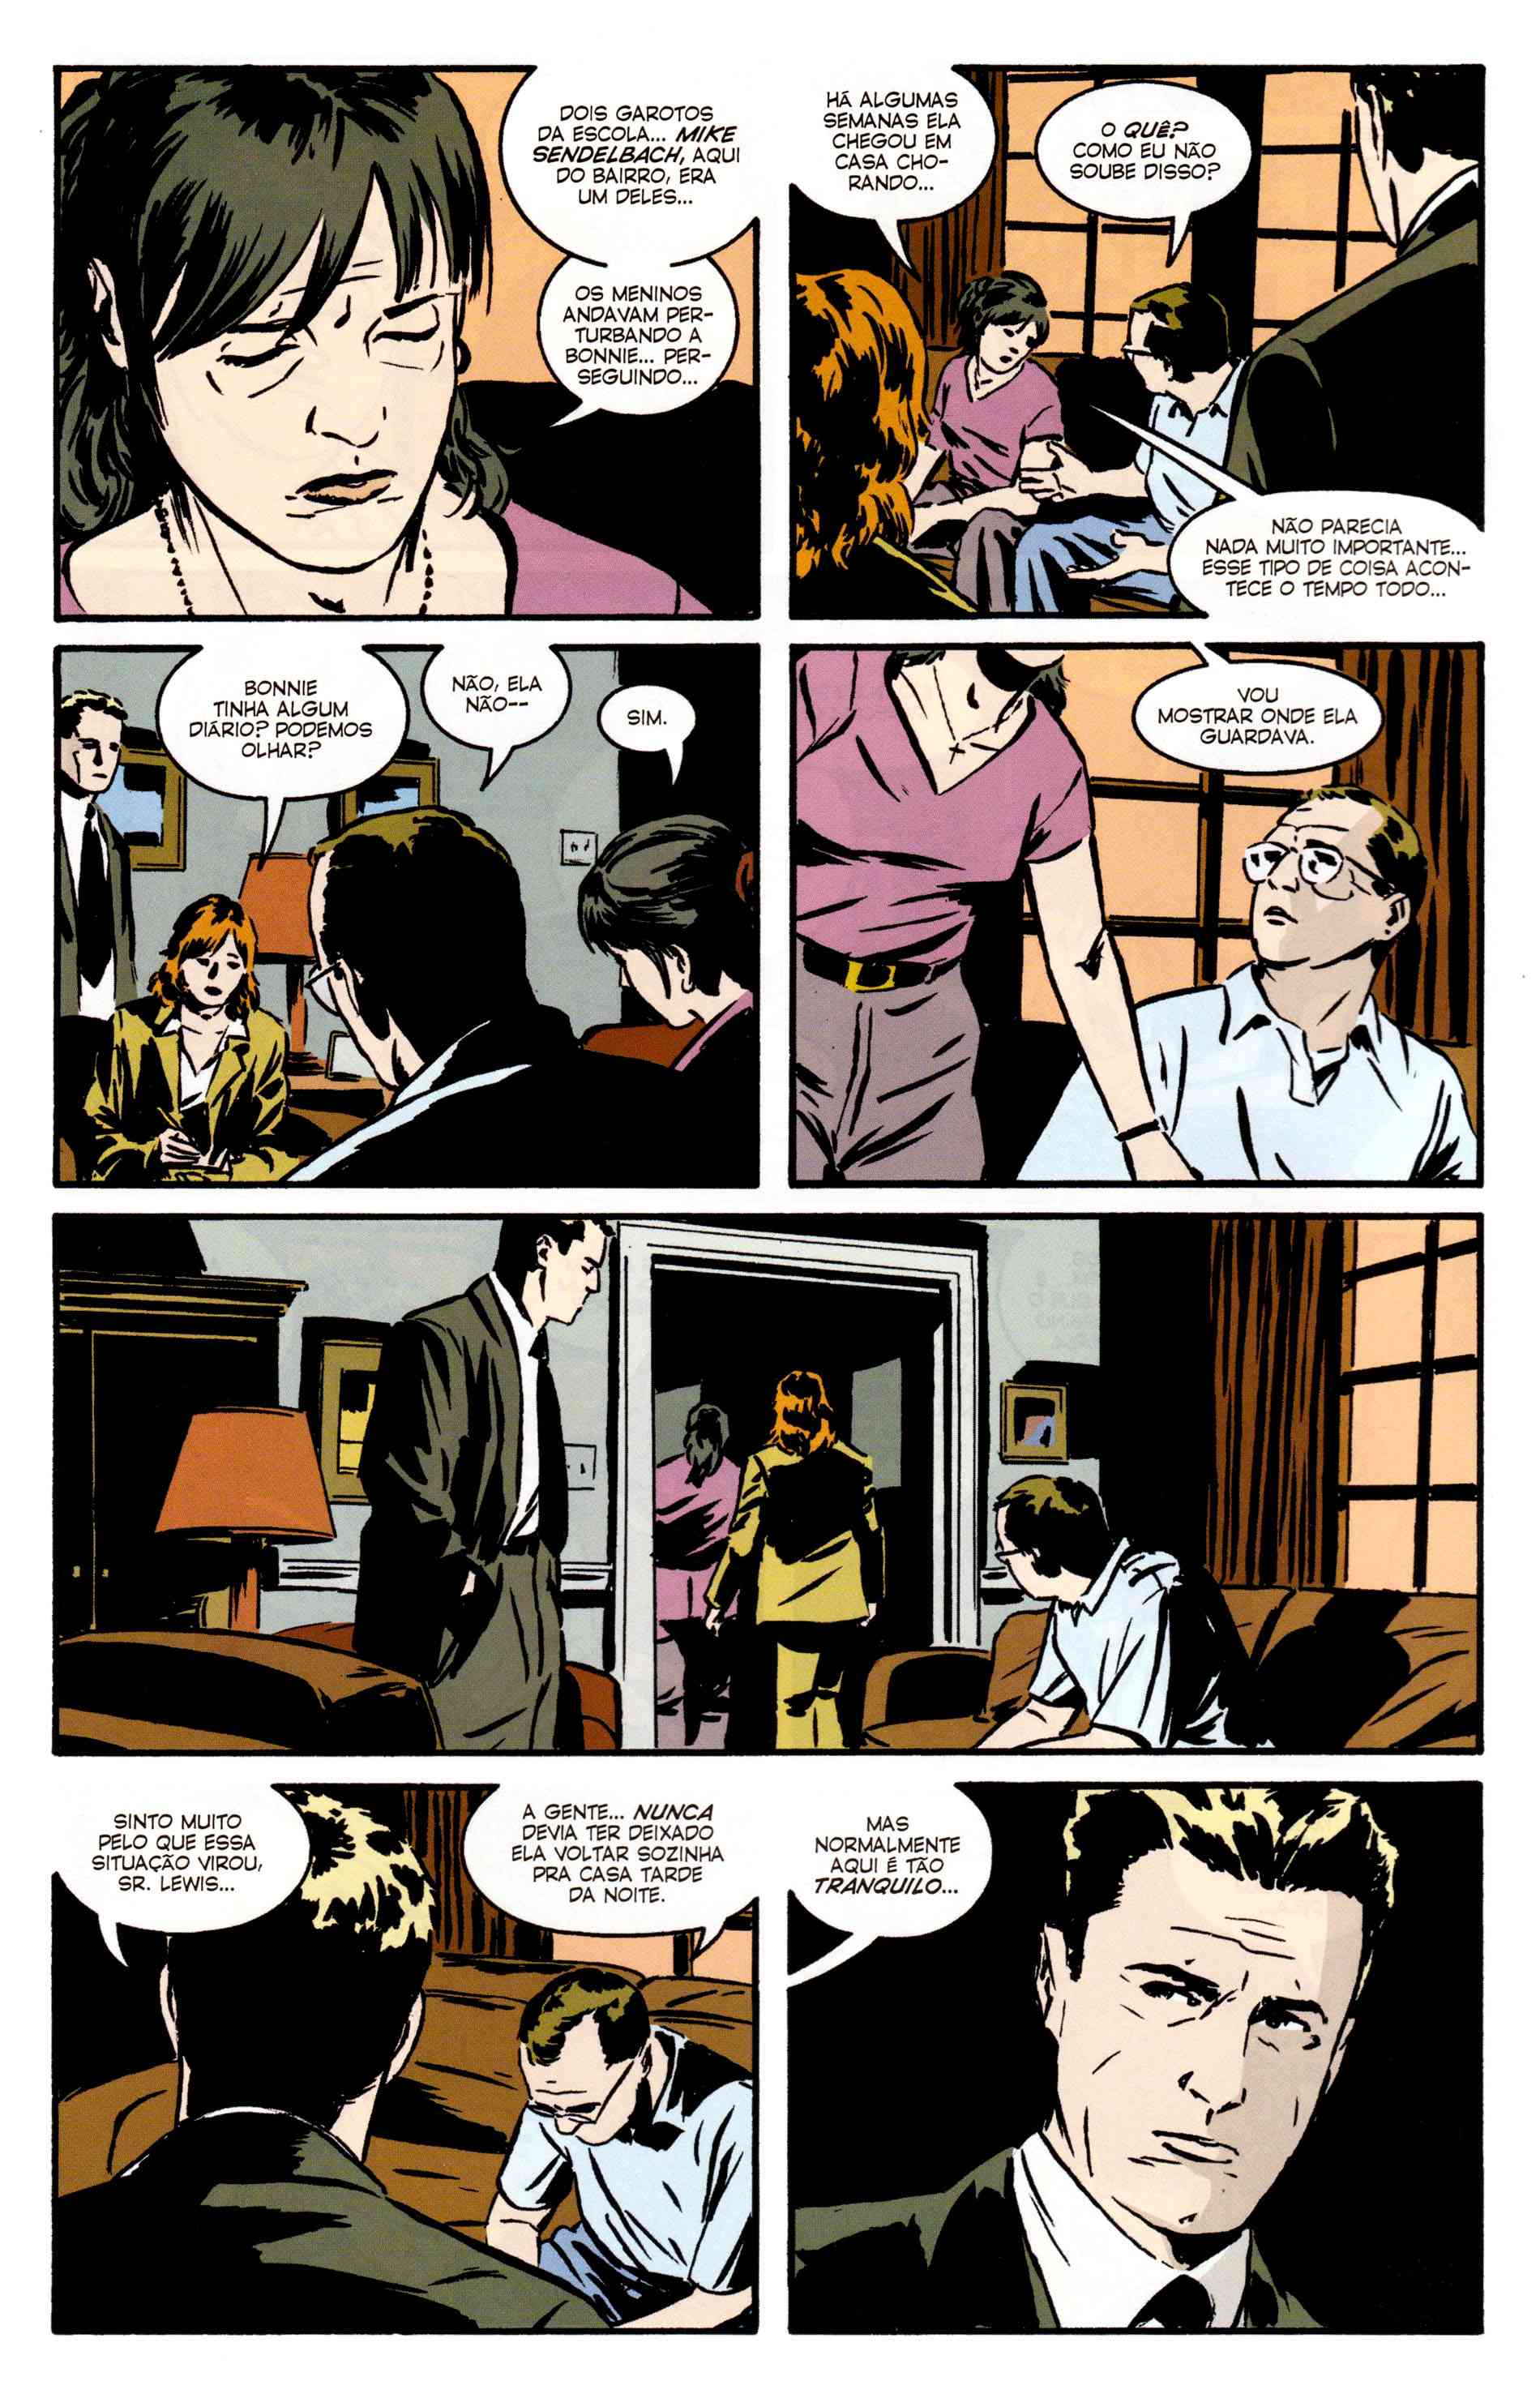 DOIS GAROTOS
DA ESCOLA... MIKE
SENDELBACH, AQUI
DO BAIRRO, ERA
UM DELES...
OS MENINOS
ANDAVAM PER-
TURBANDO A
BONNIE... PER-
SEGUINDO...
HÁ ALGUMAS
SEMANAS ELA
CHEGOU EM
CASA CHO-
RANDO...
O QUÊ?
COMO EU NÃO
SOUBE DISSO?
NÃO PARECIA
NADA MUITO IMPORTANTE...
ESSE TIPO DE COISA ACON-
TECE O TEMPO TODO...
BONNIE
TINHA ALGUM
DIÁRIO? PODEMOS
OLHAR?
NÃO, ELA
NÃO--
SIM.
VOU
MOSTRAR ONDE ELA
GUARDAVA.
SINTO MUITO
PELO QUE ESSA
SITUAÇÃO VIROU,
SR. LEWIS...
A GENTE... NUNCA
DEVIA TER DEIXADO
ELA VOLTAR SOZINHA
PRA CASA TARDE
DA NOITE.
MAS
NORMALMENTE
AQUI É TÃO
TRANQUILO...